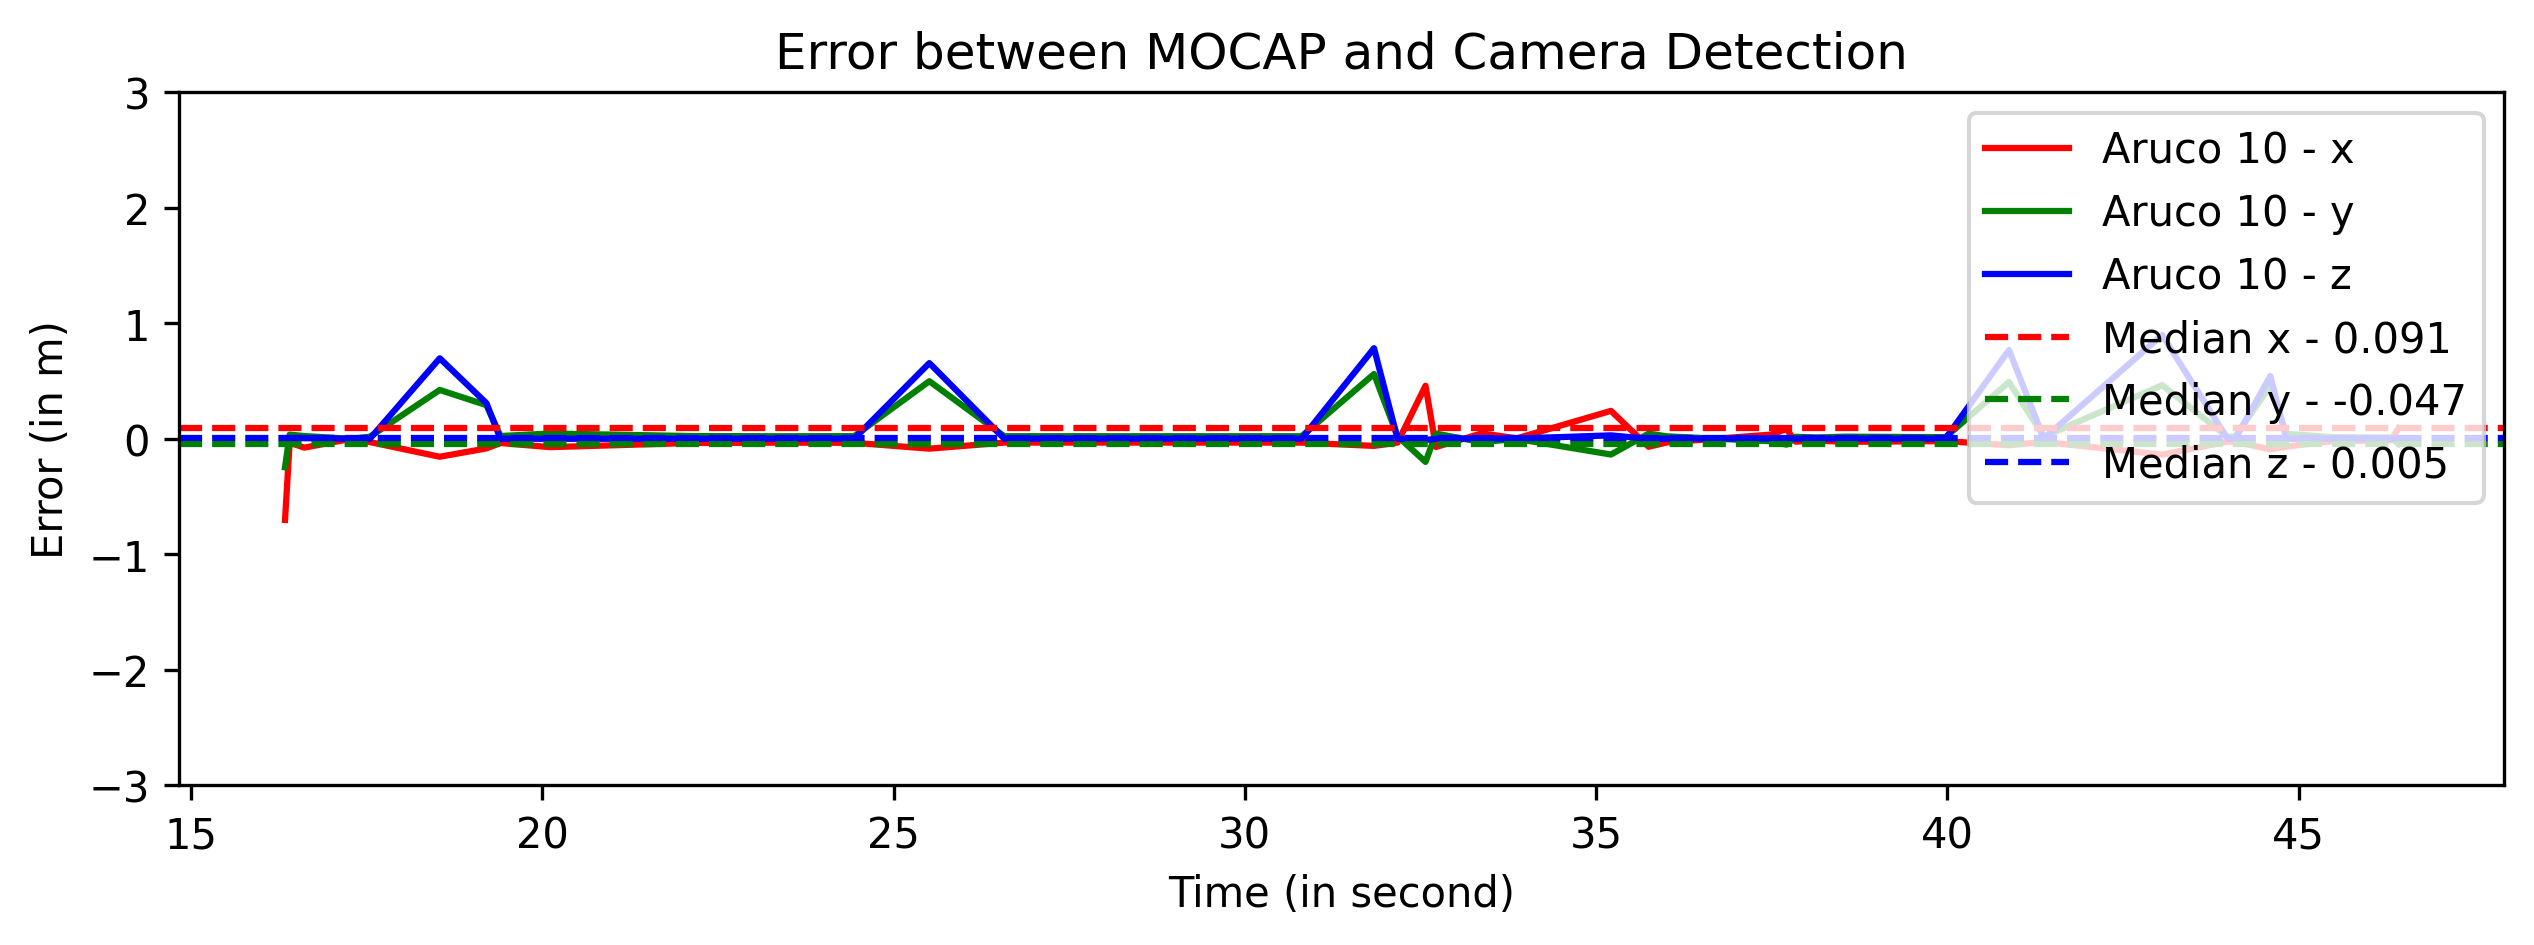 Error between MOCAP and Camera Detection
3
2
1
0
−1
−2
−3
Error (in m)
Aruco 10 - x
Aruco 10 - y
Aruco 10 - z
Median x - 0.091
Median y - -0.047
Median z - 0.005
15 20 25 30 35 40 45
Time (in second)